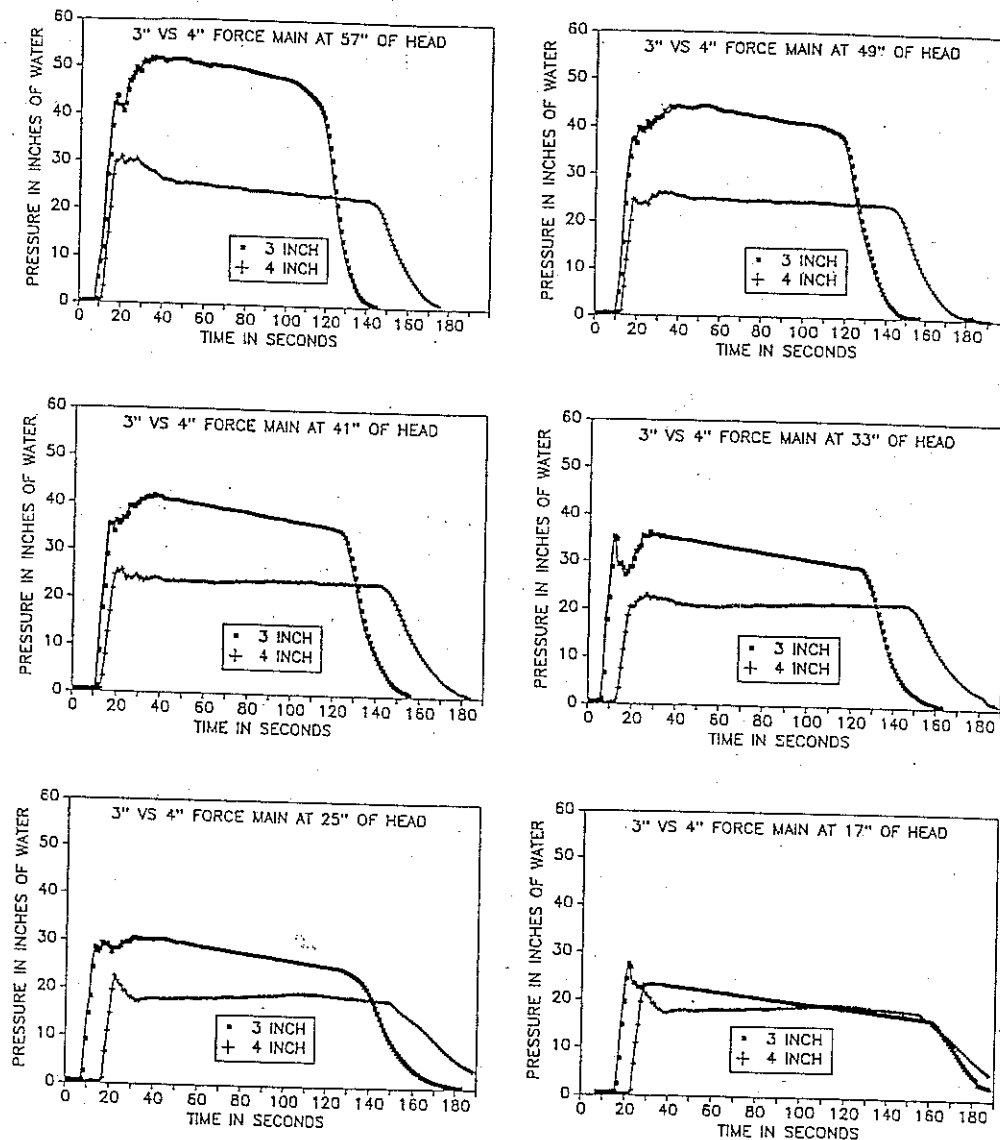 3" VS 4" FORCE MAIN AT 57" OF HEAD
PRESSURE IN INCHES OF WATER
60
50
40
30
20
10
0
3 INCH
4 INCH
0 20 40 60 80 100 120 140 160 180
TIME IN SECONDS
3" VS 4" FORCE MAIN AT 49" OF HEAD
PRESSURE IN INCHES OF WATER
60
50
40
30
20
10
0
3 INCH
4 INCH
0 20 40 60 80 100 120 140 160 180
TIME IN SECONDS
3" VS 4" FORCE MAIN AT 41" OF HEAD
PRESSURE IN INCHES OF WATER
60
50
40
30
20
10
0
3 INCH
4 INCH
0 20 40 60 80 100 120 140 160 180
TIME IN SECONDS
3" VS 4" FORCE MAIN AT 33" OF HEAD
PRESSURE IN INCHES OF WATER
60
50
40
30
20
10
0
3 INCH
4 INCH
0 20 40 60 80 100 120 140 160 180
TIME IN SECONDS
3" VS 4" FORCE MAIN AT 25" OF HEAD
PRESSURE IN INCHES OF WATER
60
50
40
30
20
10
0
3 INCH
4 INCH
0 20 40 60 80 100 120 140 160 180
TIME IN SECONDS
3" VS 4" FORCE MAIN AT 17" OF HEAD
PRESSURE IN INCHES OF WATER
60
50
40
30
20
10
0
3 INCH
4 INCH
0 20 40 60 80 100 120 140 160 180
TIME IN SECONDS